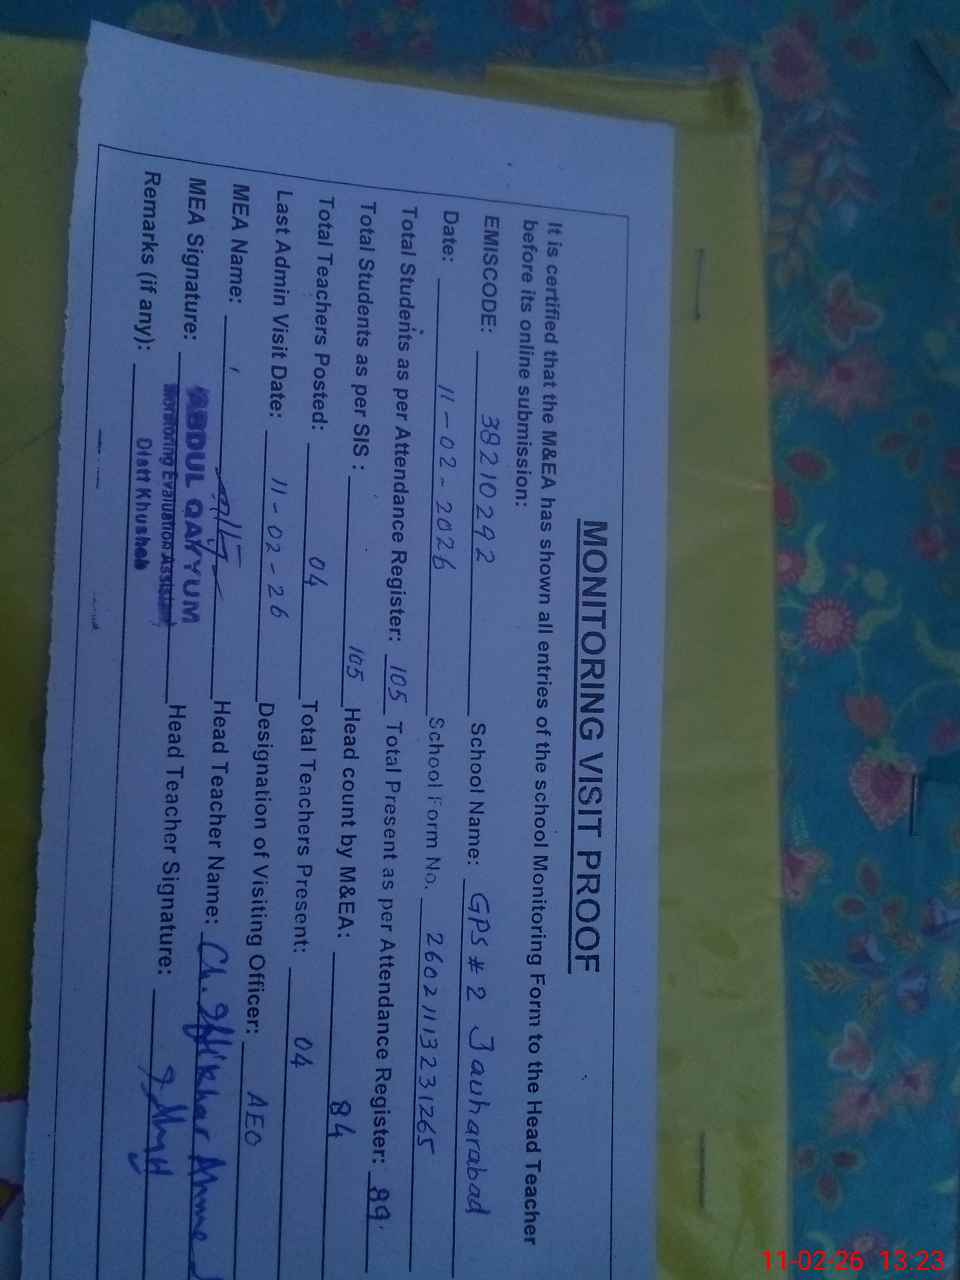 MONITORING VISIT PROOF
It is certified that the M&EA has shown all entries of the school Monitoring Form to the Head Teacher
before its online submission:
EMISCODE: 38210292 School Name: GPS # 2 Jauharabad
Date: 11-02-2026 School Form No. 26021113231265
Total Students as per Attendance Register: 105 Total Present as per Attendance Register: 89
Total Students as per SIS : 105 Head count by M&EA: 84
Total Teachers Posted: 04 Total Teachers Present: 04
Last Admin Visit Date: 11-02-26 Designation of Visiting Officer: AEO
MEA Name: Head Teacher Name: Ch. Iftikhar Ahme
MEA Signature: ABDUL QAYYUM Head Teacher Signature:
Monitoring Evaluation Assistant
Remarks (if any): Distt Khushab
11-02-26 13:23